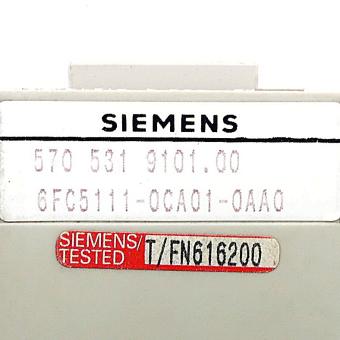 SIEMENS
570 531 9101.00
6FC5111-0CA01-0AA0
SIEMENS/
TESTED T/FN616200